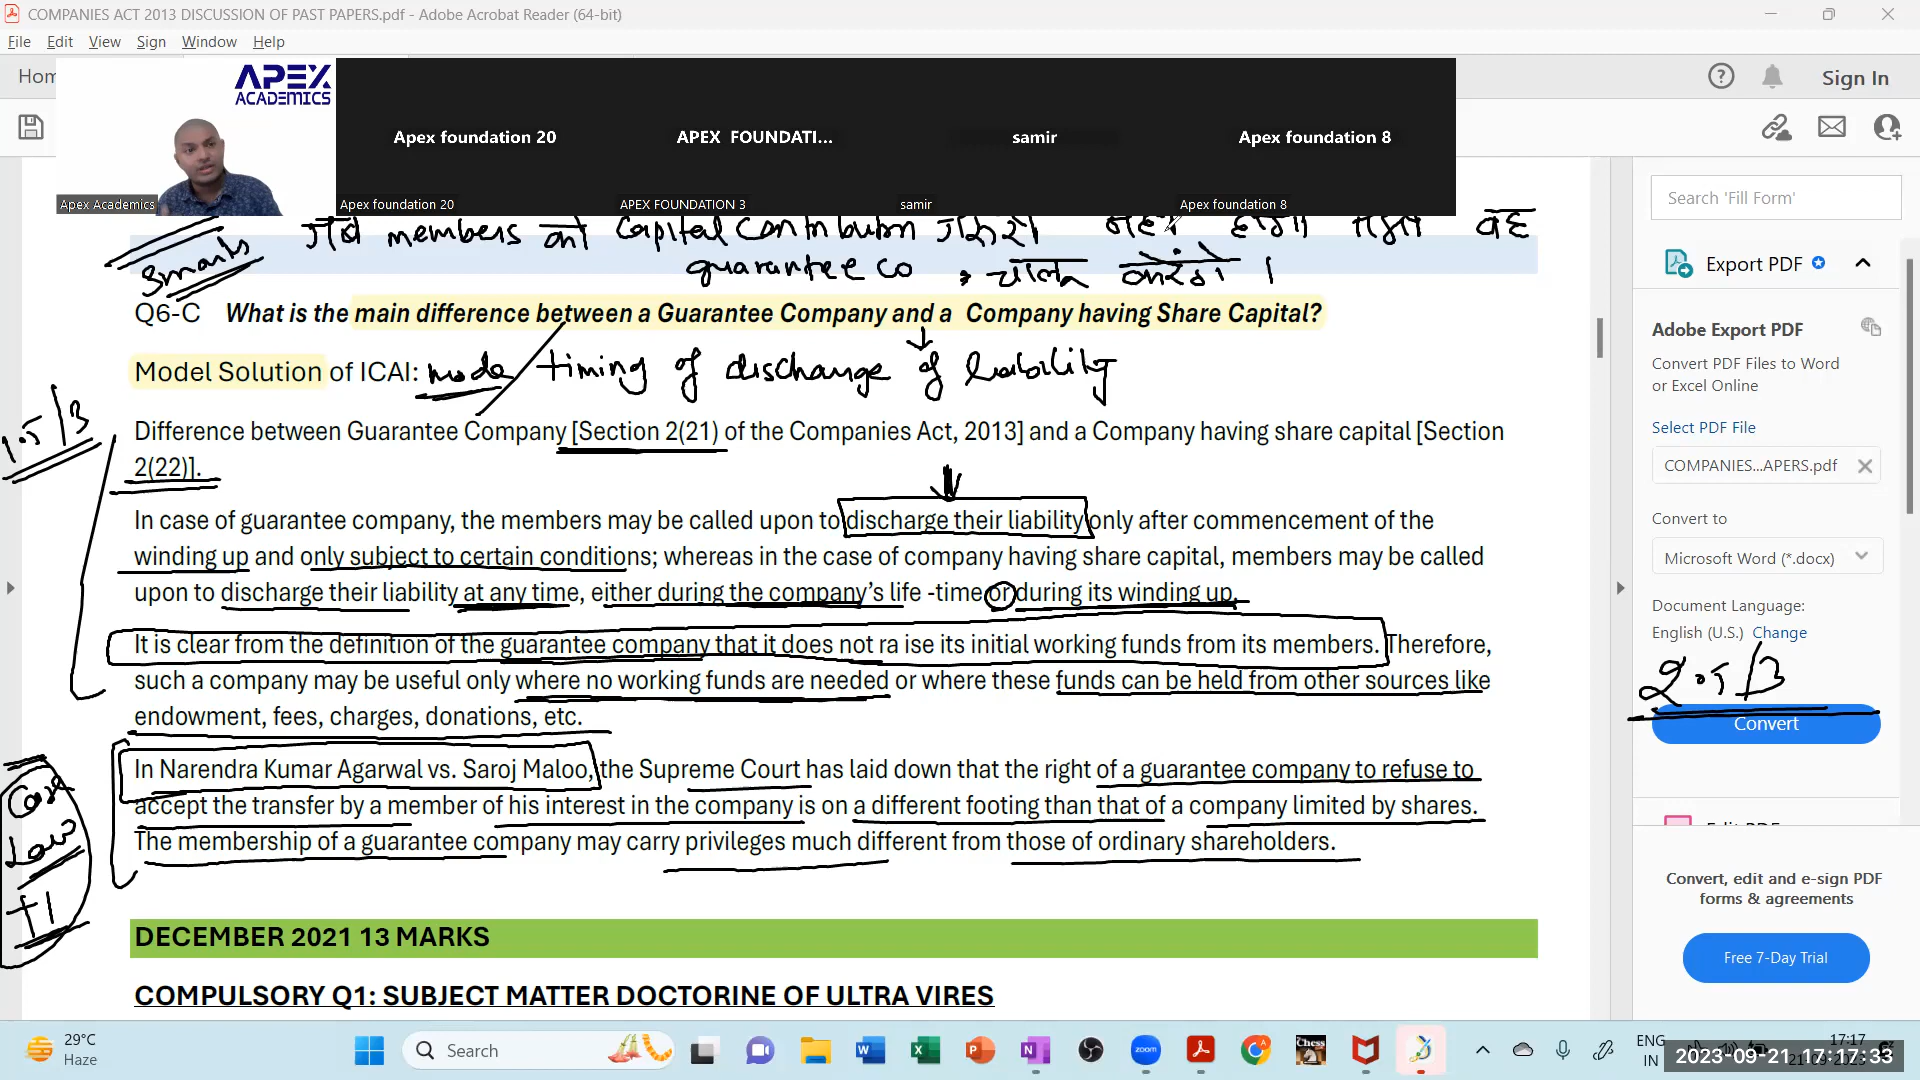 COMPANIES ACT 2013 DISCUSSION OF PAST PAPERS.pdf - Adobe Acrobat Reader (64-bit)
File Edit View Sign Window Help
Hom
Sign In
APEX
ACADEMICS
Apex foundation 20
APEX FOUNDATI...
samir
Apex foundation 8
Apex Academics
Apex foundation 20
APEX FOUNDATION 3
samir
Apex foundation 8
members capital contribution
guarantee co
Q6-C What is the main difference between a Guarantee Company and a Company having Share Capital?
Model Solution of ICAI: mode / timing of discharge of liability
1.5/3
Difference between Guarantee Company [Section 2(21) of the Companies Act, 2013] and a Company having share capital [Section
2(22)].
In case of guarantee company, the members may be called upon to discharge their liability only after commencement of the
winding up and only subject to certain conditions; whereas in the case of company having share capital, members may be called
upon to discharge their liability at any time, either during the company's life -time or during its winding up.
It is clear from the definition of the guarantee company that it does not ra ise its initial working funds from its members. Therefore,
such a company may be useful only where no working funds are needed or where these funds can be held from other sources like
endowment, fees, charges, donations, etc.
In Narendra Kumar Agarwal vs. Saroj Maloo, the Supreme Court has laid down that the right of a guarantee company to refuse to
accept the transfer by a member of his interest in the company is on a different footing than that of a company limited by shares.
The membership of a guarantee company may carry privileges much different from those of ordinary shareholders.
Case
Law
+1
DECEMBER 2021 13 MARKS
COMPULSORY Q1: SUBJECT MATTER DOCTORINE OF ULTRA VIRES
Search 'Fill Form'
Export PDF
Adobe Export PDF
Convert PDF Files to Word
or Excel Online
Select PDF File
COMPANIES...APERS.pdf
Convert to
Microsoft Word (*.docx)
Document Language:
English (U.S.) Change
2.5/3
Convert
Convert, edit and e-sign PDF
forms & agreements
Free 7-Day Trial
29°C
Haze
Search
zoom
Chess
ENG
IN
17:17
2023-09-21 17:17:33